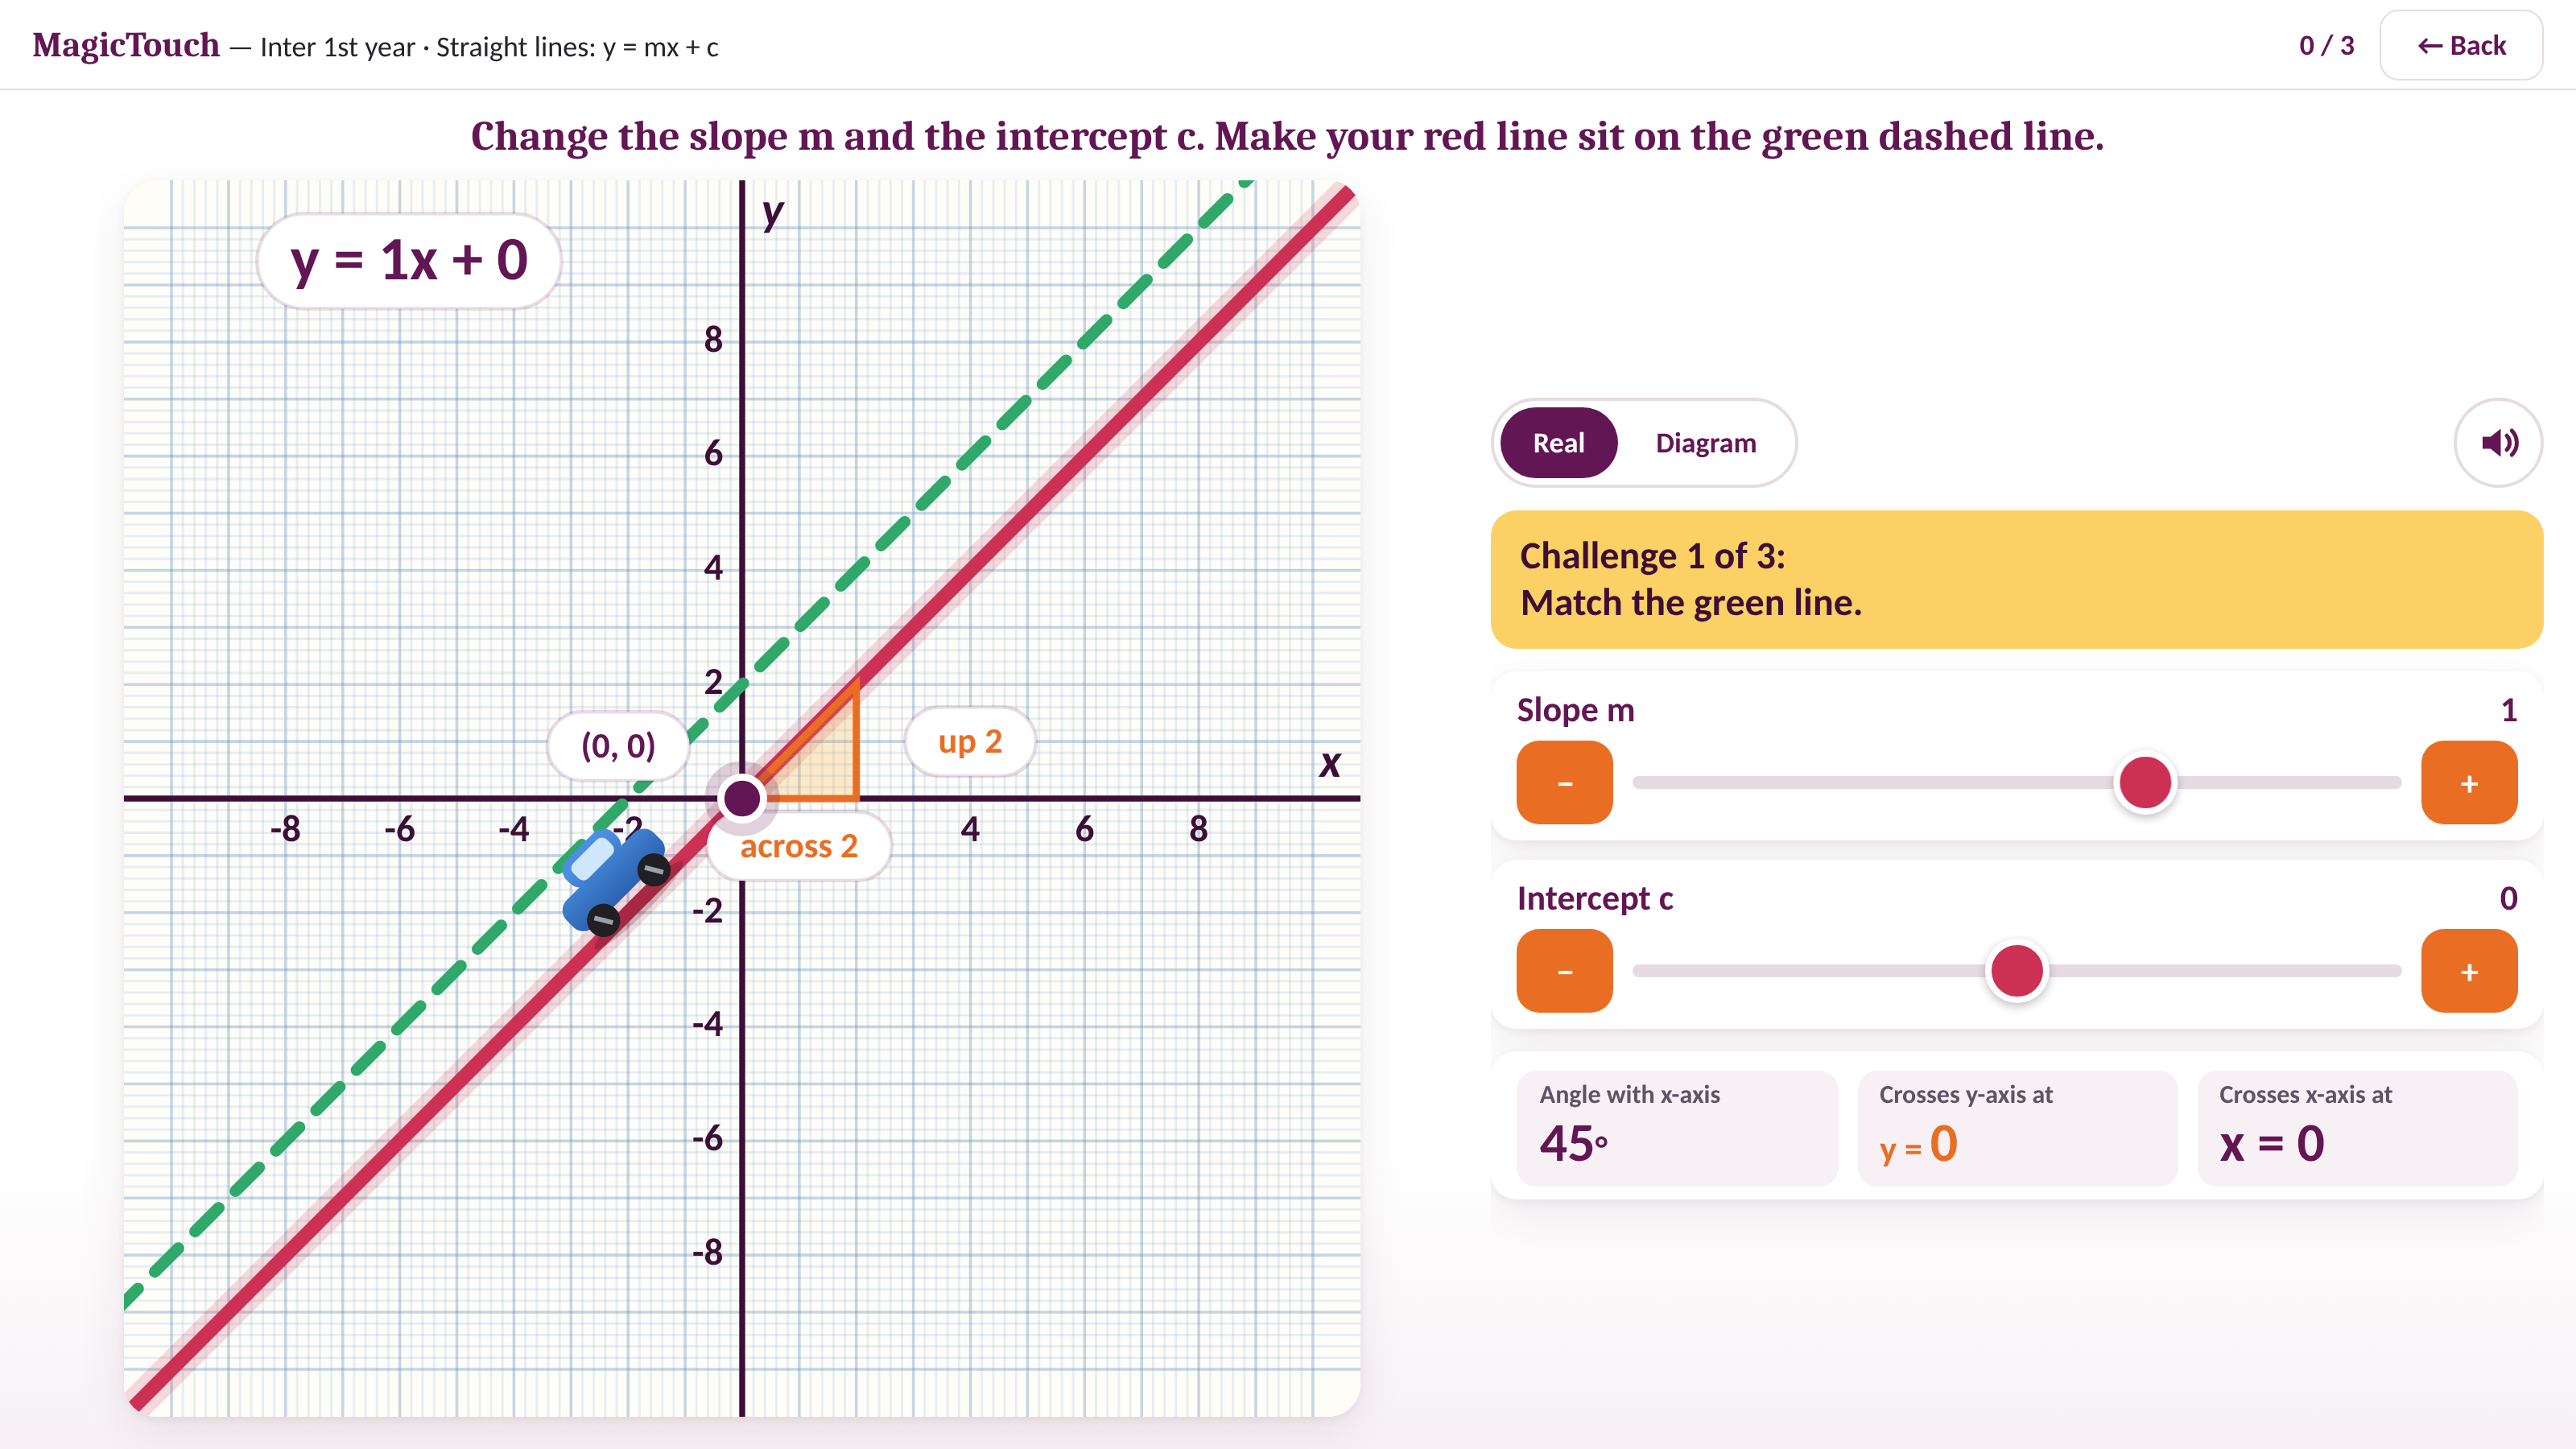 MagicTouch — Inter 1st year · Straight lines: y = mx + c
0 / 3
← Back
Change the slope m and the intercept c. Make your red line sit on the green dashed line.
y = 1x + 0
y
8
6
4
2
(0, 0)
up 2
x
-8 -6 -4 -2 4 6 8
across 2
-2
-4
-6
-8
Real Diagram
Challenge 1 of 3:
Match the green line.
Slope m 1
– +
Intercept c 0
– +
Angle with x-axis
45°
Crosses y-axis at
y = 0
Crosses x-axis at
x = 0